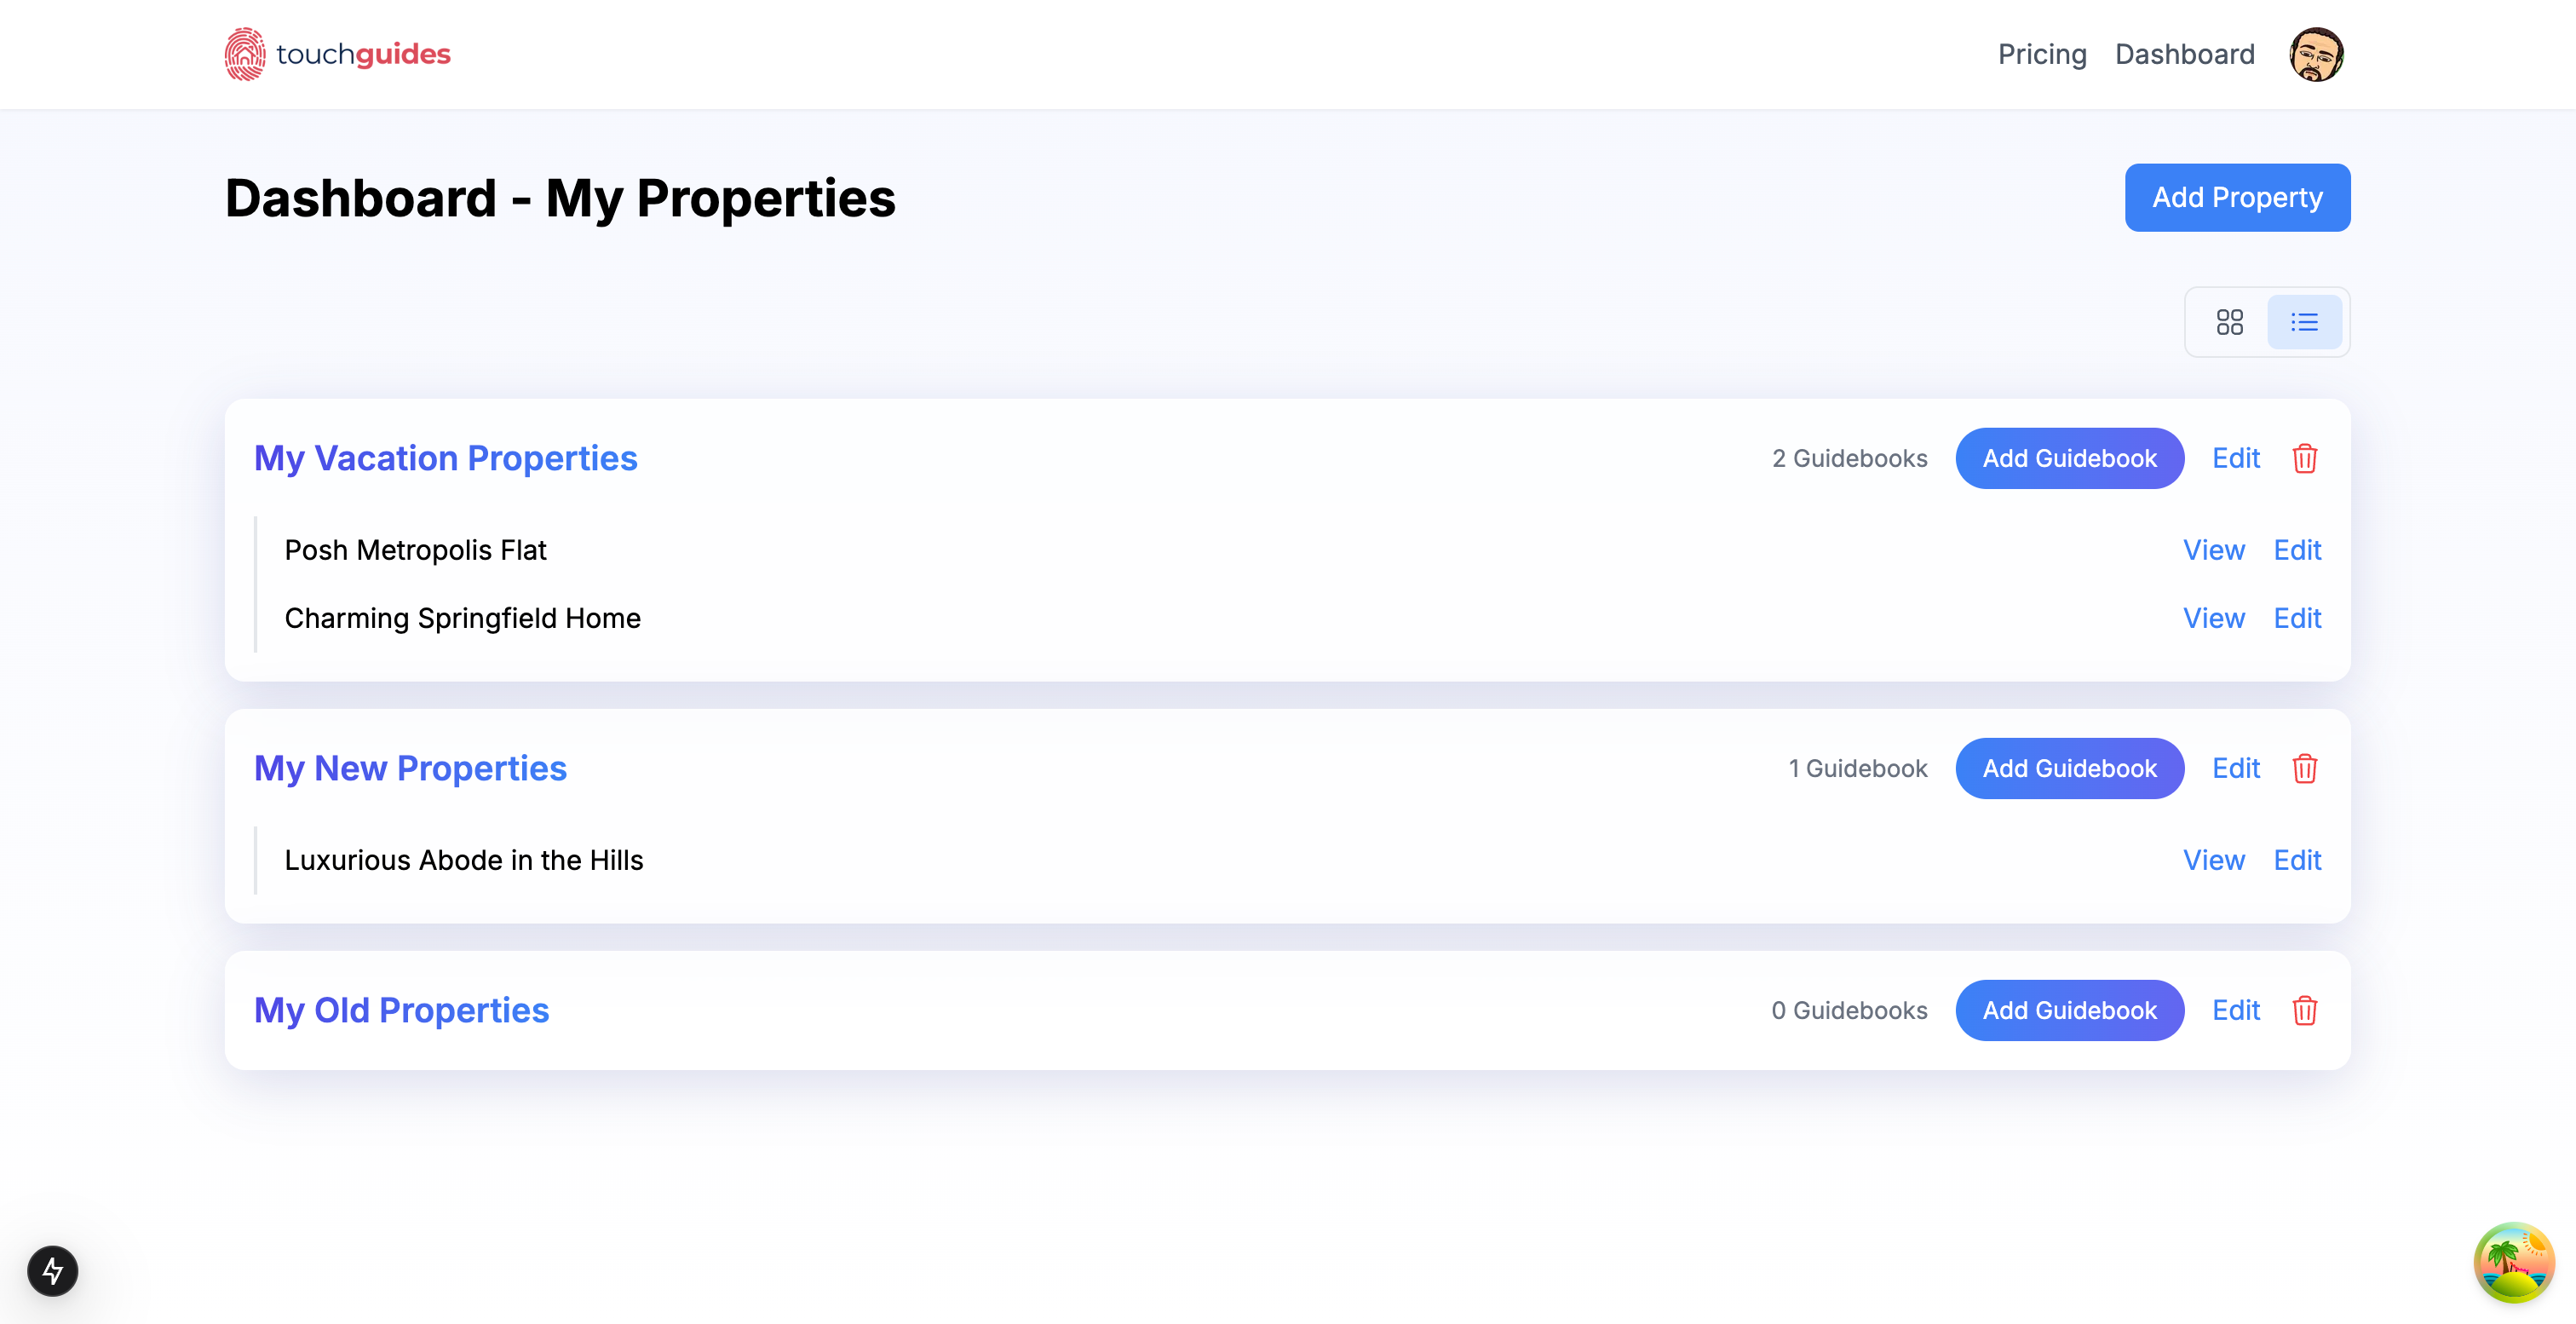 touchguides Pricing Dashboard
Dashboard - My Properties Add Property
My Vacation Properties 2 Guidebooks Add Guidebook Edit
Posh Metropolis Flat View Edit
Charming Springfield Home View Edit
My New Properties 1 Guidebook Add Guidebook Edit
Luxurious Abode in the Hills View Edit
My Old Properties 0 Guidebooks Add Guidebook Edit